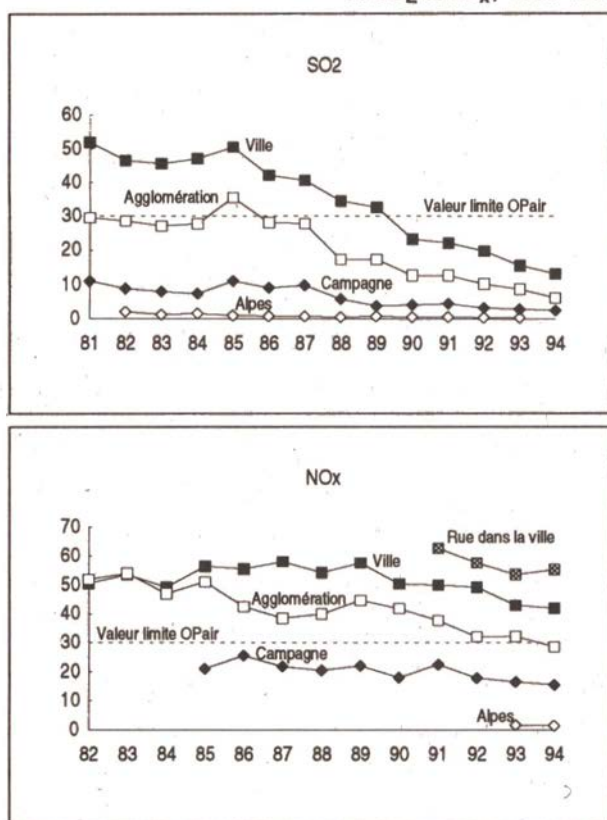 SO2
60
50
40
30
20
10
0
Ville
Agglomération
Valeur limite OPair
Campagne
Alpes
81 82 83 84 85 86 87 88 89 90 91 92 93 94
NOx
70
60
50
40
30
20
10
0
Rue dans la ville
Ville
Agglomération
Valeur limite OPair
Campagne
Alpes
82 83 84 85 86 87 88 89 90 91 92 93 94